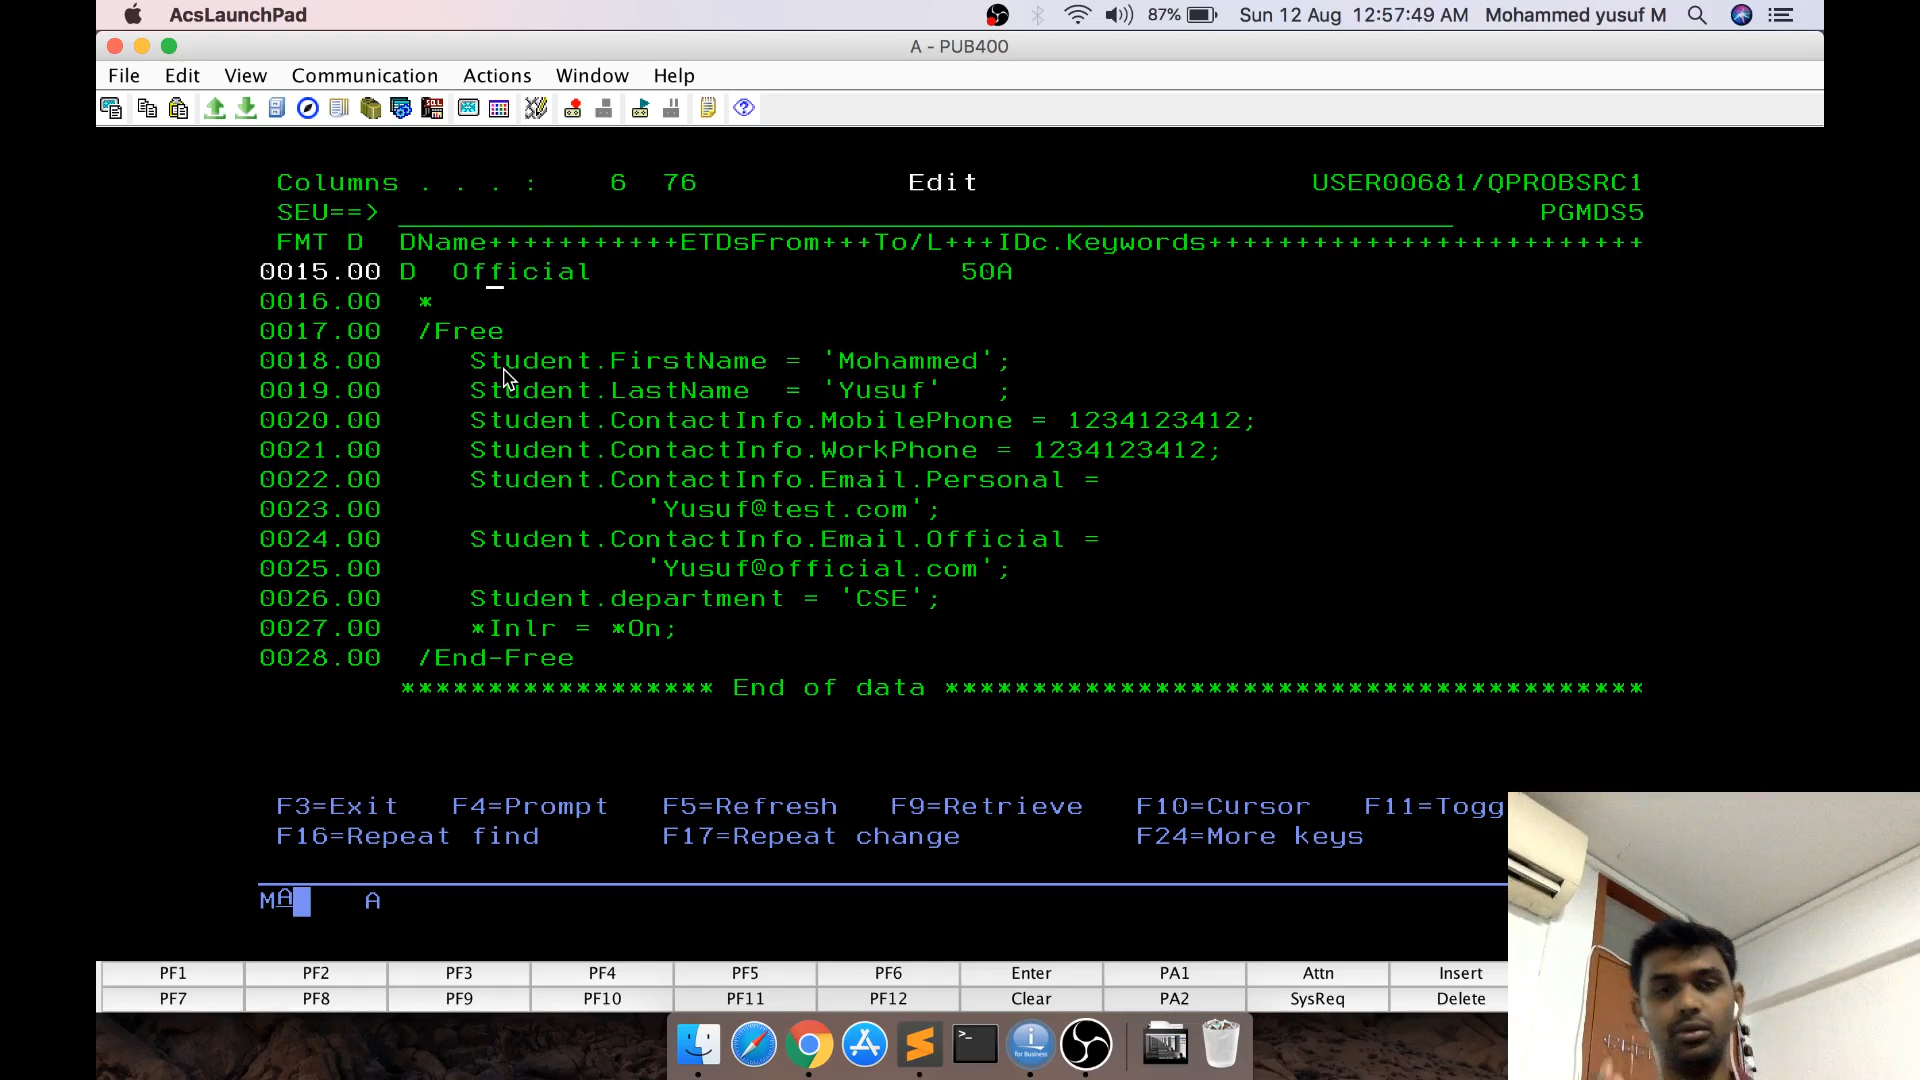 AcsLaunchPad
87%
Sun 12 Aug 12:57:49 AM
Mohammed yusuf M
A - PUB400
File Edit View Communication Actions Window Help
Columns . . . : 6 76 Edit USER00681/QPROBSRC1
SEU==> PGMDS5
FMT D DName+++++++++++ETDsFrom+++To/L+++IDc.Keywords+++++++++++++++++++++++++
0015.00 D Official 50A
0016.00 *
0017.00 /Free
0018.00 Student.FirstName = 'Mohammed';
0019.00 Student.LastName = 'Yusuf' ;
0020.00 Student.ContactInfo.MobilePhone = 1234123412;
0021.00 Student.ContactInfo.WorkPhone = 1234123412;
0022.00 Student.ContactInfo.Email.Personal =
0023.00 'Yusuf@test.com';
0024.00 Student.ContactInfo.Email.Official =
0025.00 'Yusuf@official.com';
0026.00 Student.department = 'CSE';
0027.00 *Inlr = *On;
0028.00 /End-Free
****************** End of data ****************************************
F3=Exit F4=Prompt F5=Refresh F9=Retrieve F10=Cursor F11=Togg
F16=Repeat find F17=Repeat change F24=More keys
MA A
PF1 PF2 PF3 PF4 PF5 PF6 Enter PA1 Attn Insert
PF7 PF8 PF9 PF10 PF11 PF12 Clear PA2 SysReq Delete
for Business